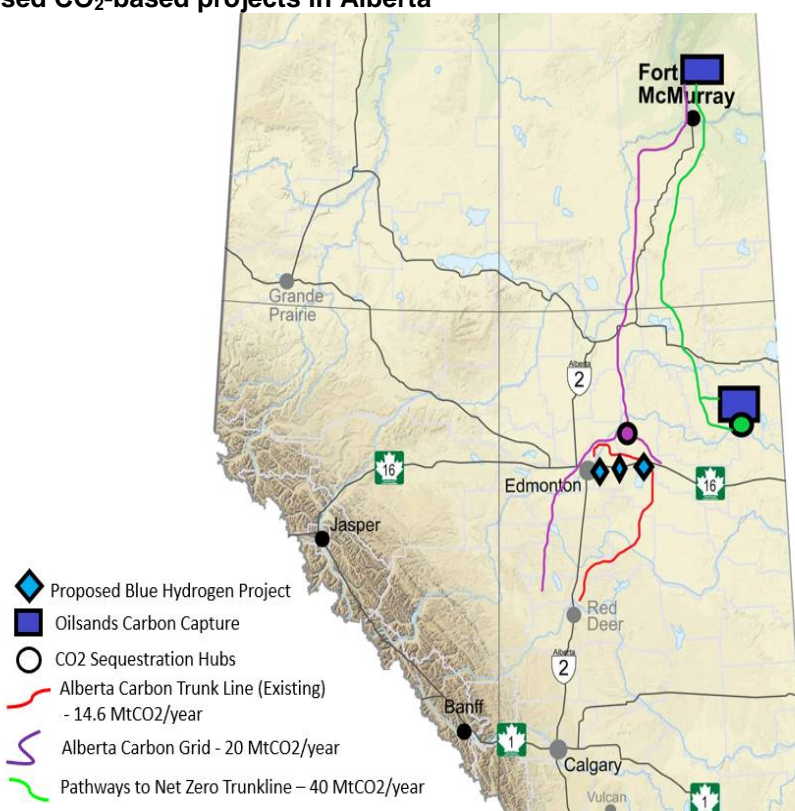 sed CO₂-based projects in Alberta
Fort
McMurray
Grande
Prairie
Alberta
2
16
Edmonton
16
Jasper
Red
Deer
Alberta
2
Banff
1
Calgary
Vulcan
1
Proposed Blue Hydrogen Project
Oilsands Carbon Capture
CO2 Sequestration Hubs
Alberta Carbon Trunk Line (Existing)
- 14.6 MtCO2/year
Alberta Carbon Grid - 20 MtCO2/year
Pathways to Net Zero Trunkline – 40 MtCO2/year